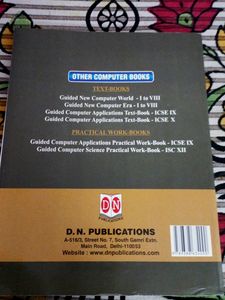 OTHER COMPUTER BOOKS
TEXT-BOOKS
Guided New Computer World - I to VIII
Guided New Computer Era - I to VIII
Guided Computer Applications Text-Book - ICSE IX
Guided Computer Applications Text-Book - ICSE X
PRACTICAL WORK-BOOKS
Guided Computer Applications Practical Work-Book - ICSE IX
Guided Computer Science Practical Work-Book - ISC XII
D N
D. N. PUBLICATIONS
A-516/3, Street No. 7, South Gamri Extn.
Main Road, Delhi-110053
Website : www.dnpublications.com